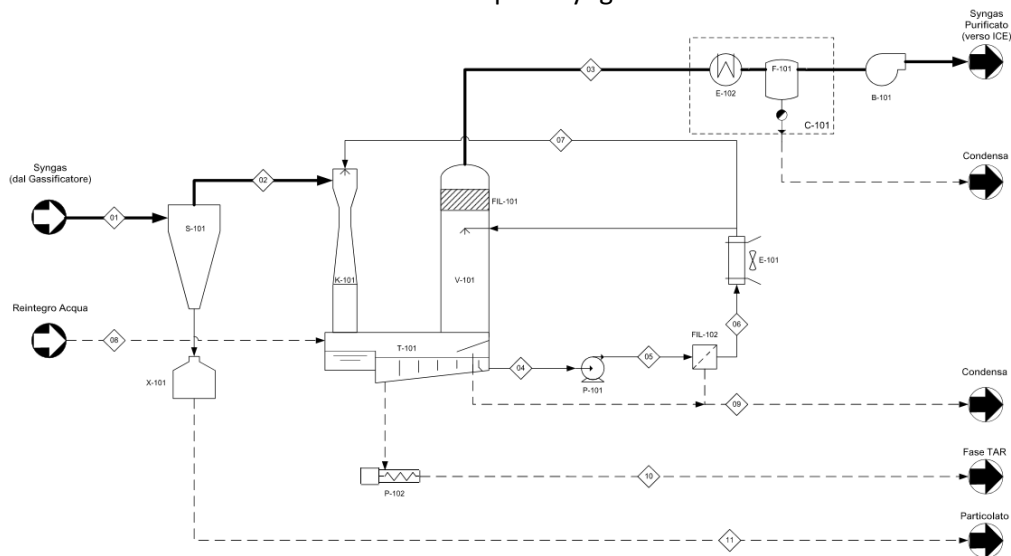 Syngas
Purificato
(verso ICE)
03
E-102
F-101
B-101
C-101
07
Condensa
Syngas
(dal Gassificatore)
02
FIL-101
01
S-101
K-101
V-101
E-101
Reintegro Acqua
08
T-101
06
FIL-102
04
05
P-101
X-101
09
Condensa
Fase TAR
10
P-102
Particolato
11